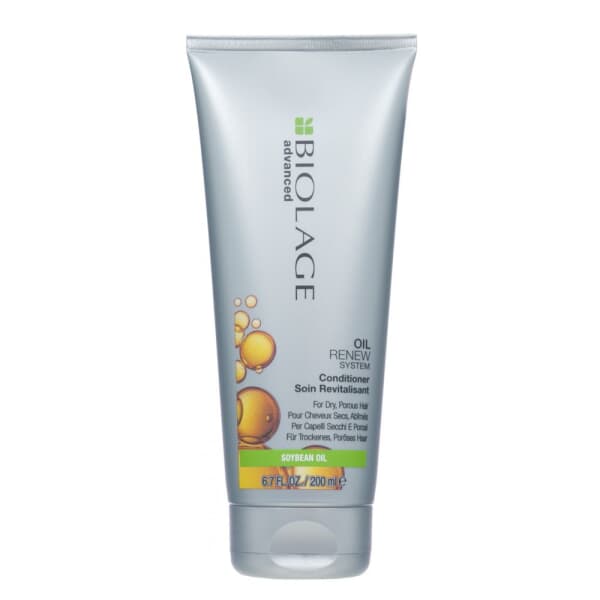 BIOLAGE
advanced
OIL
RENEW
SYSTEM
Conditioner
Soin Revitalisant
For Dry, Porous Hair
Pour Cheveux Secs, Abîmés
Per Capelli Secchi E Porosi
Für Trockenes, Poröses Haar
SOYBEAN OIL
6.7 FL. OZ. / 200 ml ℮